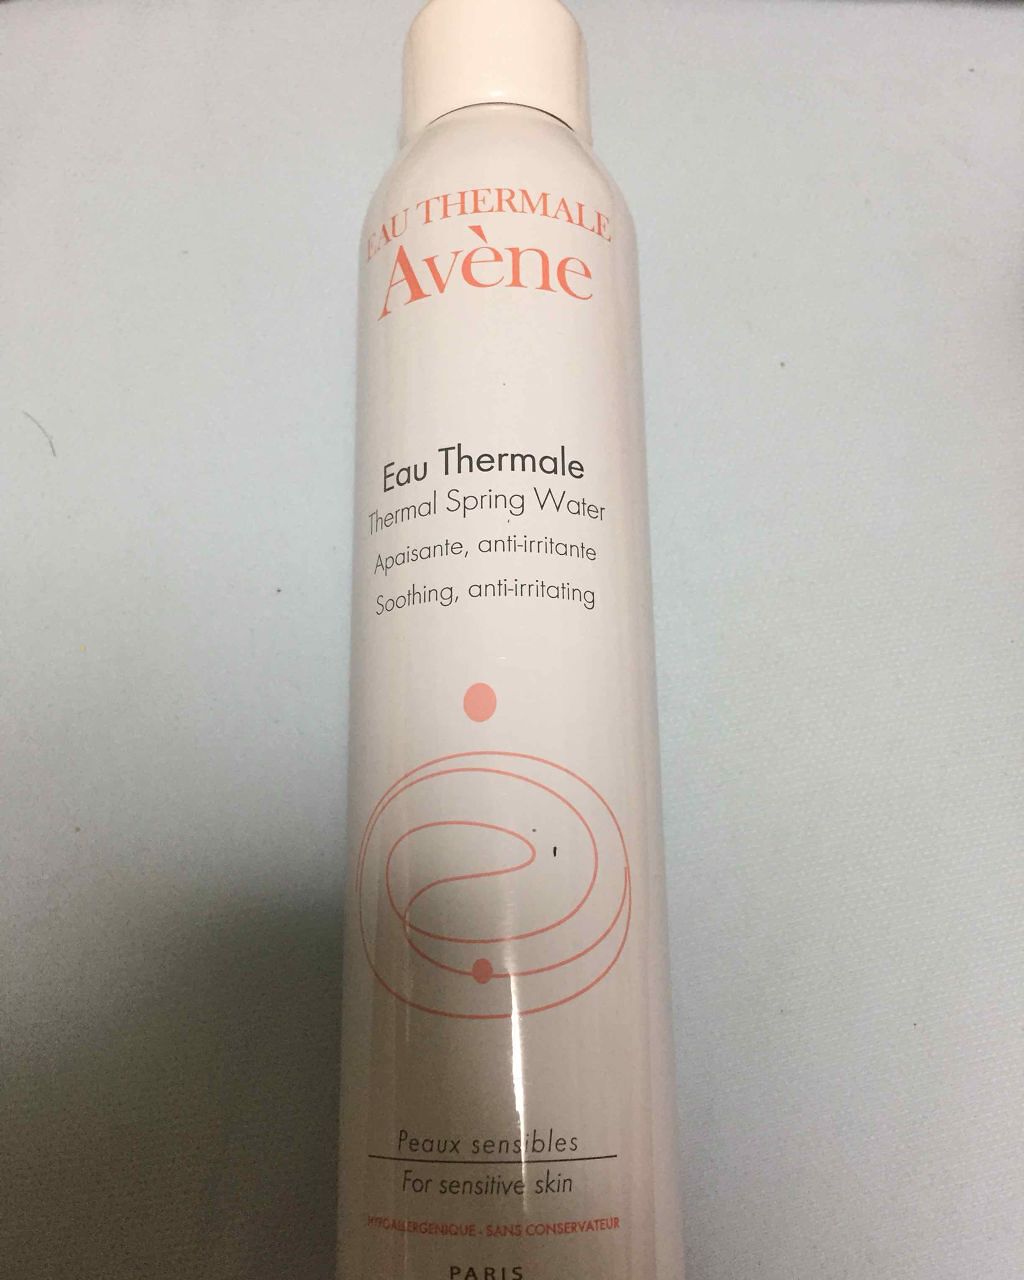 EAU THERMALE
Avène
Eau Thermale
Thermal Spring Water
Apaisante, anti-irritante
Soothing, anti-irritating
Peaux sensibles
For sensitive skin
HYPOALLERGENIQUE - SANS CONSERVATEUR
PARIS